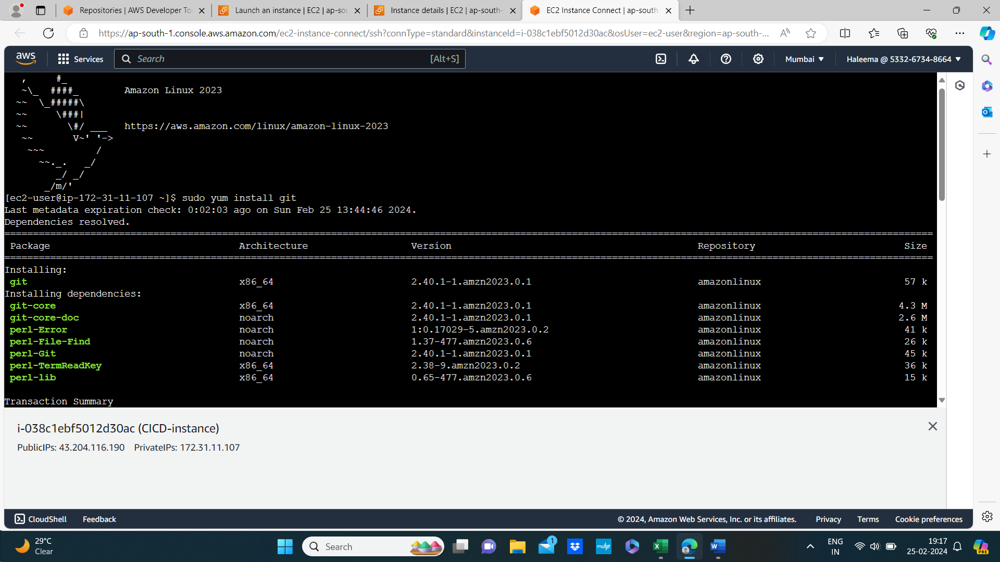 Repositories | AWS Developer To
Launch an instance | EC2 | ap-sou
Instance details | EC2 | ap-south-
EC2 Instance Connect | ap-south-
https://ap-south-1.console.aws.amazon.com/ec2-instance-connect/ssh?connType=standard&instanceId=i-038c1ebf5012d30ac&osUser=ec2-user&region=ap-south-...
aws Services Search [Alt+S] Mumbai ▼ Haleema @ 5332-6734-8664 ▼
   ,     #_
   ~\_  ####_        Amazon Linux 2023
  ~~  \_#####\
  ~~     \###|
  ~~       \#/ ___   https://aws.amazon.com/linux/amazon-linux-2023
   ~~       V~' '->
    ~~~         /
      ~~._.   _/
         _/ _/
       _/m/'
[ec2-user@ip-172-31-11-107 ~]$ sudo yum install git
Last metadata expiration check: 0:02:03 ago on Sun Feb 25 13:44:46 2024.
Dependencies resolved.
Package Architecture Version Repository Size
Installing:
git x86_64 2.40.1-1.amzn2023.0.1 amazonlinux 57 k
Installing dependencies:
git-core x86_64 2.40.1-1.amzn2023.0.1 amazonlinux 4.3 M
git-core-doc noarch 2.40.1-1.amzn2023.0.1 amazonlinux 2.6 M
perl-Error noarch 1:0.17029-5.amzn2023.0.2 amazonlinux 41 k
perl-File-Find noarch 1.37-477.amzn2023.0.6 amazonlinux 26 k
perl-Git noarch 2.40.1-1.amzn2023.0.1 amazonlinux 45 k
perl-TermReadKey x86_64 2.38-9.amzn2023.0.2 amazonlinux 36 k
perl-lib x86_64 0.65-477.amzn2023.0.6 amazonlinux 15 k
Transaction Summary
i-038c1ebf5012d30ac (CICD-instance)
PublicIPs: 43.204.116.190 PrivateIPs: 172.31.11.107
CloudShell Feedback © 2024, Amazon Web Services, Inc. or its affiliates. Privacy Terms Cookie preferences
29°C
Clear
Search
1
myhp
ENG
IN
19:17
25-02-2024
PRE